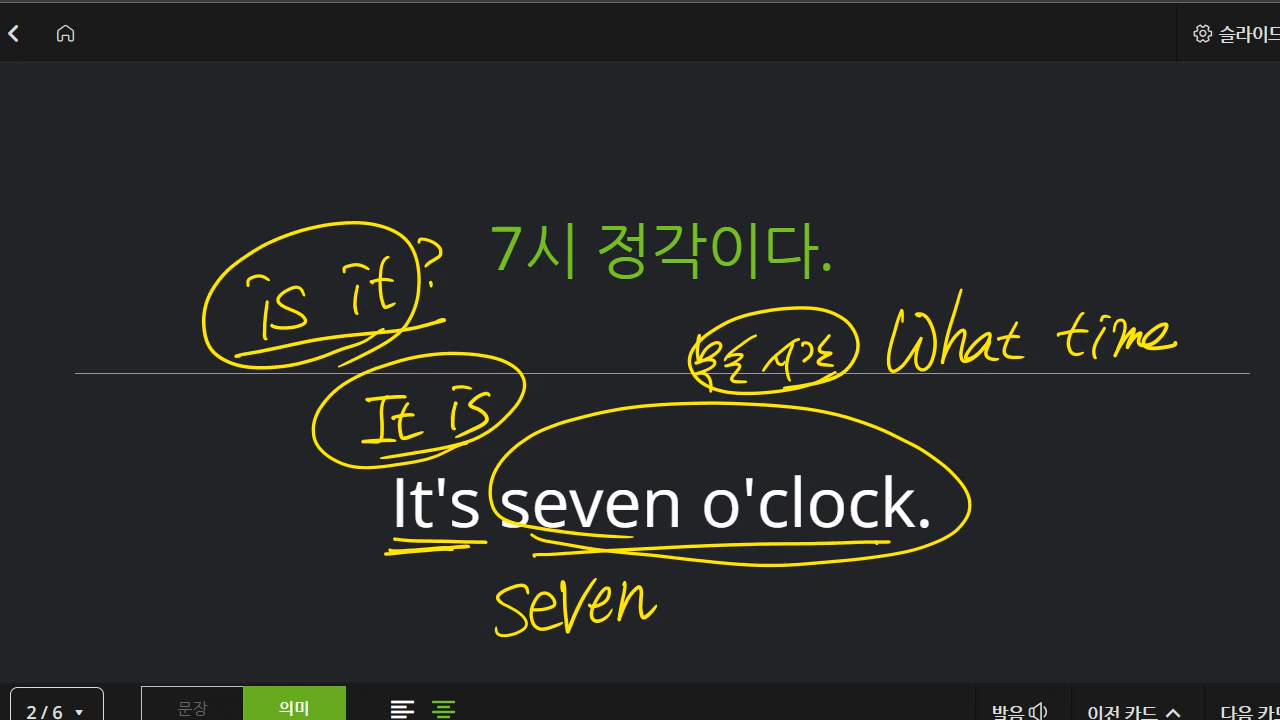 슬라이드
7시 정각이다.
is it?
What time
It is
It's seven o'clock.
seven
2 / 6
문장
의미
발음
이전 카드
다음 카드